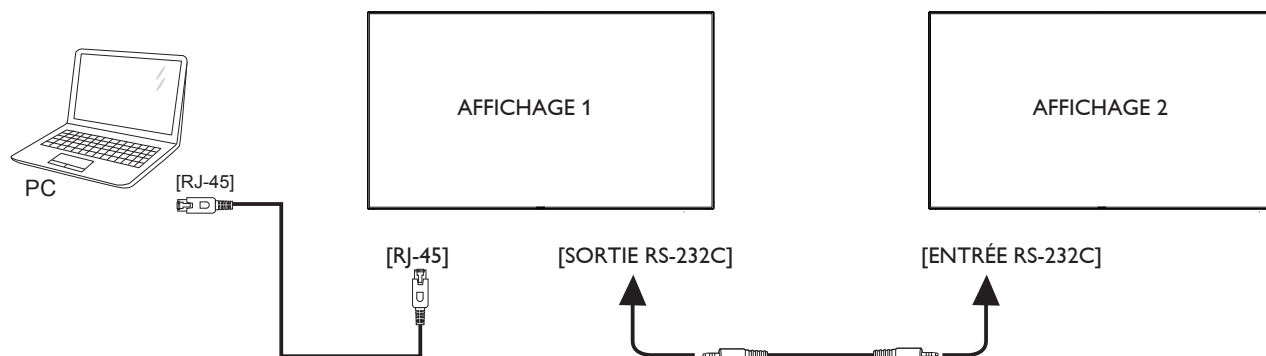 AFFICHAGE 1
AFFICHAGE 2
PC
[RJ-45]
[RJ-45]
[SORTIE RS-232C]
[ENTRÉE RS-232C]